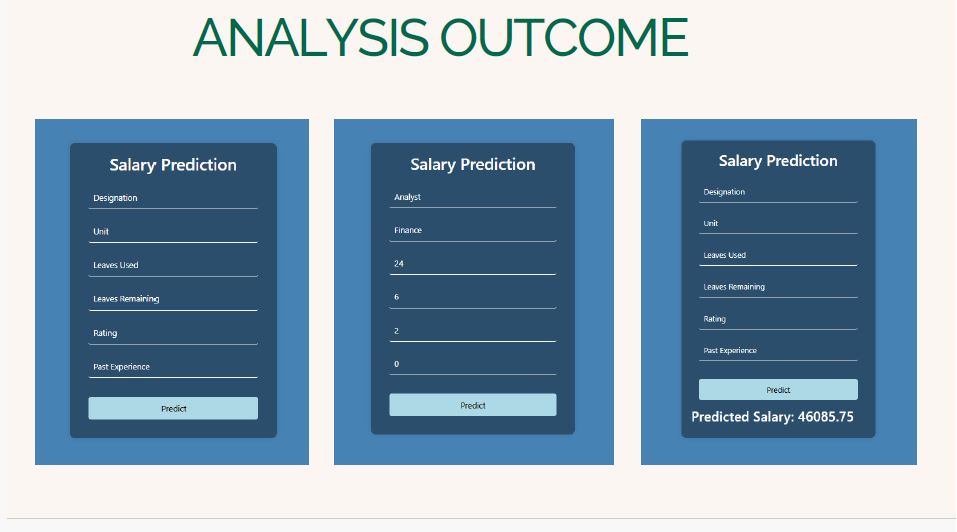 ANALYSIS OUTCOME
Salary Prediction
Designation
Unit
Leaves Used
Leaves Remaining
Rating
Past Experience
Predict
Salary Prediction
Analyst
Finance
24
6
2
0
Predict
Salary Prediction
Designation
Unit
Leaves Used
Leaves Remaining
Rating
Past Experience
Predict
Predicted Salary: 46085.75